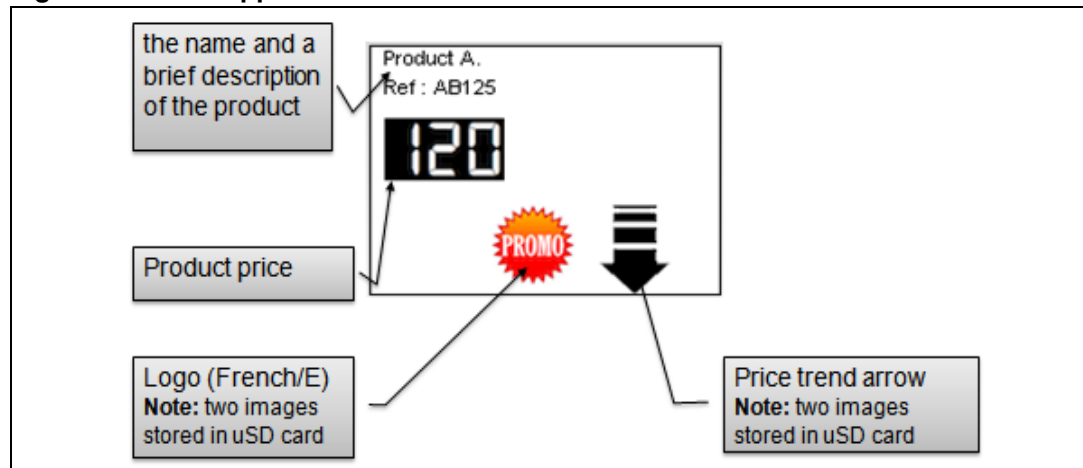 the name and a
brief description
of the product
Product A.
Ref : AB125
120
Product price
PROMO
Logo (French/E)
Note: two images
stored in uSD card
Price trend arrow
Note: two images
stored in uSD card